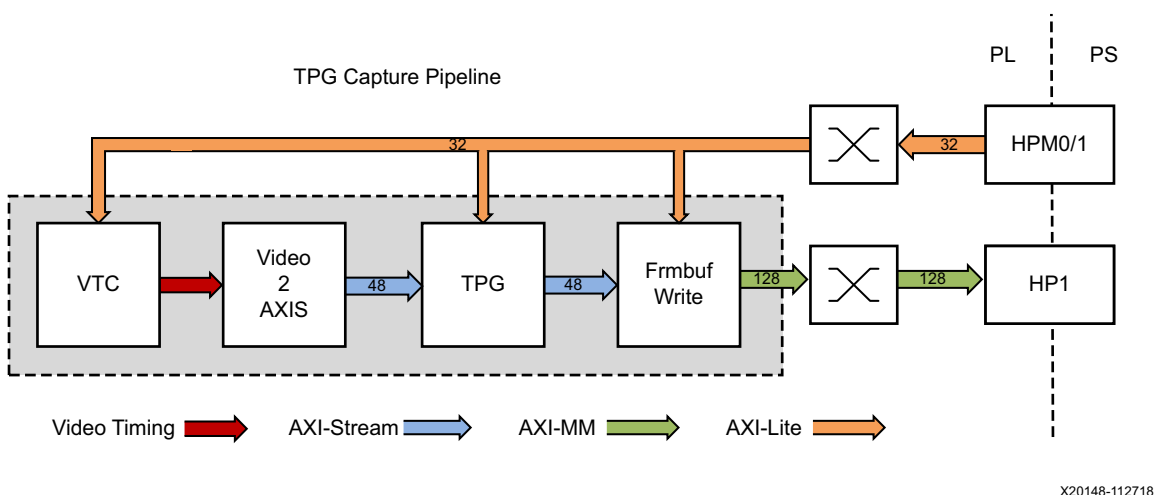 PL
PS
TPG Capture Pipeline
32
32
HPM0/1
VTC
Video
2
AXIS
48
TPG
48
Frmbuf
Write
128
128
HP1
Video Timing
AXI-Stream
AXI-MM
AXI-Lite
X20148-112718